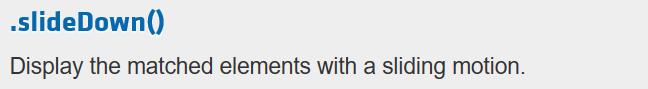 .slideDown()
Display the matched elements with a sliding motion.